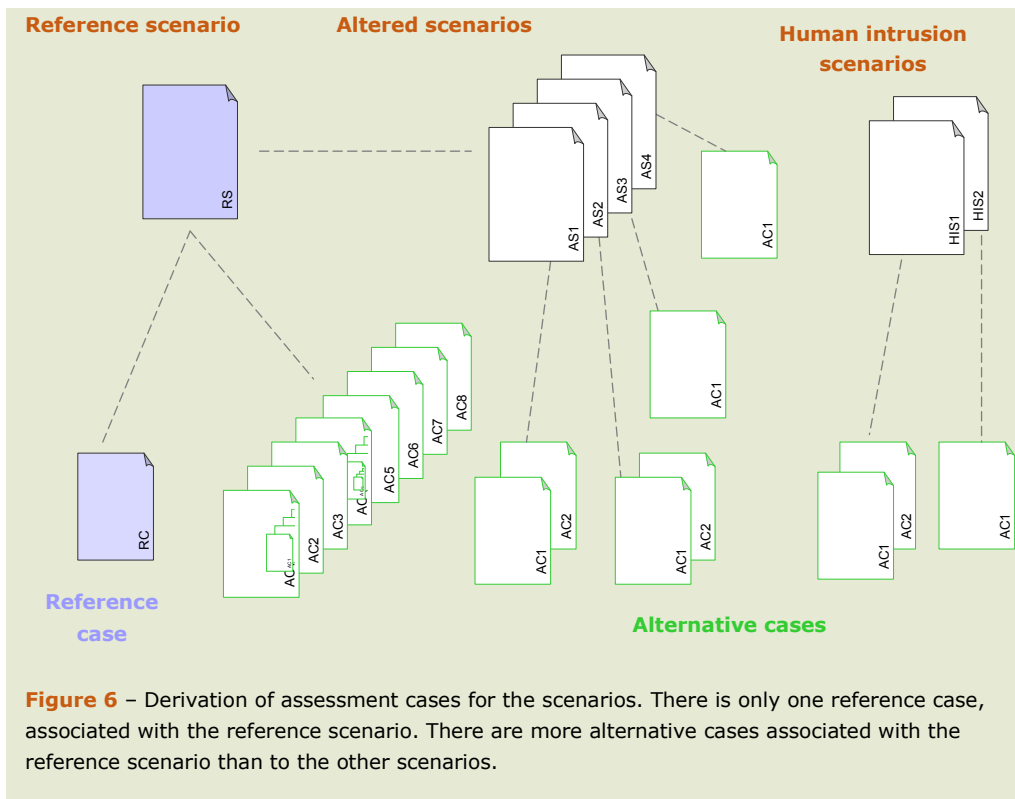 Reference scenario
Altered scenarios
Human intrusion
scenarios
RS
AS1
AS2
AS3
AS4
AC1
HIS1
HIS2
AC1
RC
AC2
AC3
AC5
AC6
AC7
AC8
AC1
AC2
AC1
AC2
AC1
AC2
AC1
Reference
case
Alternative cases
Figure 6 – Derivation of assessment cases for the scenarios. There is only one reference case,
associated with the reference scenario. There are more alternative cases associated with the
reference scenario than to the other scenarios.